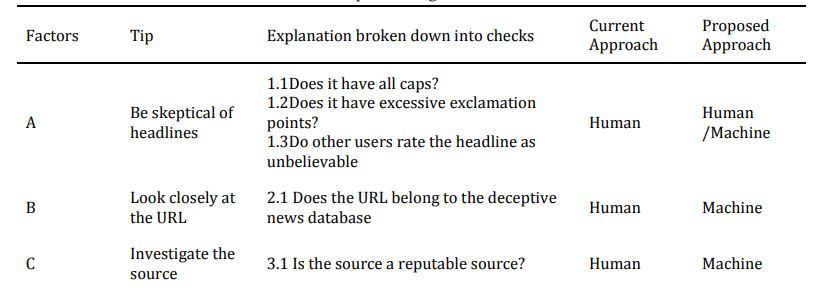 Factors Tip Explanation broken down into checks Current Approach Proposed Approach
A Be skeptical of headlines 1.1Does it have all caps?
1.2Does it have excessive exclamation
points?
1.3Do other users rate the headline as
unbelievable Human Human
/Machine
B Look closely at
the URL 2.1 Does the URL belong to the deceptive
news database Human Machine
C Investigate the
source 3.1 Is the source a reputable source? Human Machine